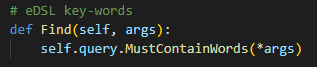 # eDSL key-words
def Find(self, args):
    self.query.MustContainWords(*args)